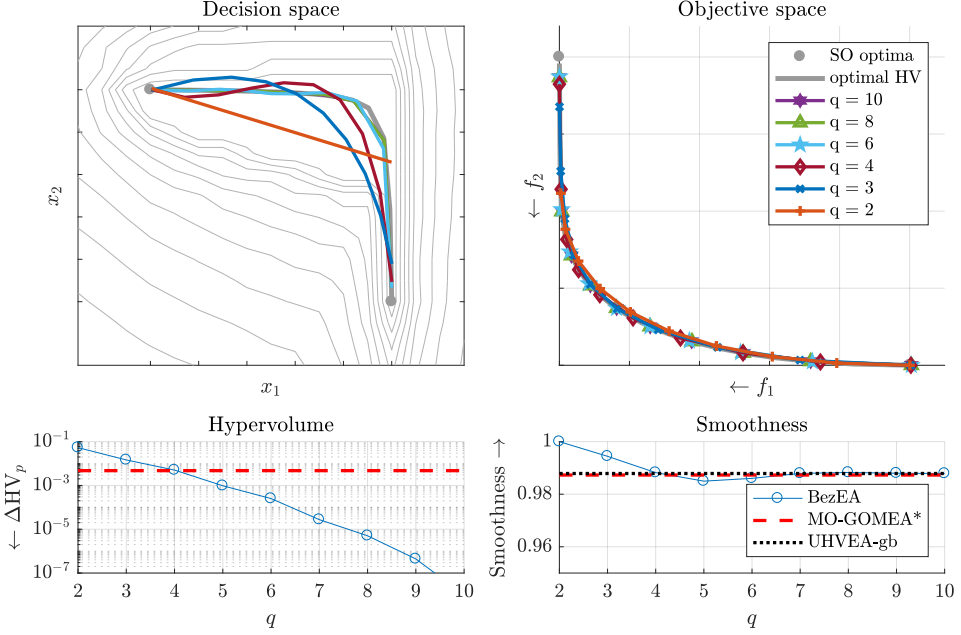 Decision space
x₂
x₁
Objective space
← f₂
← f₁
SO optima
optimal HV
q = 10
q = 8
q = 6
q = 4
q = 3
q = 2
Hypervolume
← ΔHVₚ
10⁻¹
10⁻³
10⁻⁵
10⁻⁷
2 3 4 5 6 7 8 9 10
q
Smoothness
Smoothness →
1
0.98
0.96
BezEA
MO-GOMEA*
UHVEA-gb
2 3 4 5 6 7 8 9 10
q